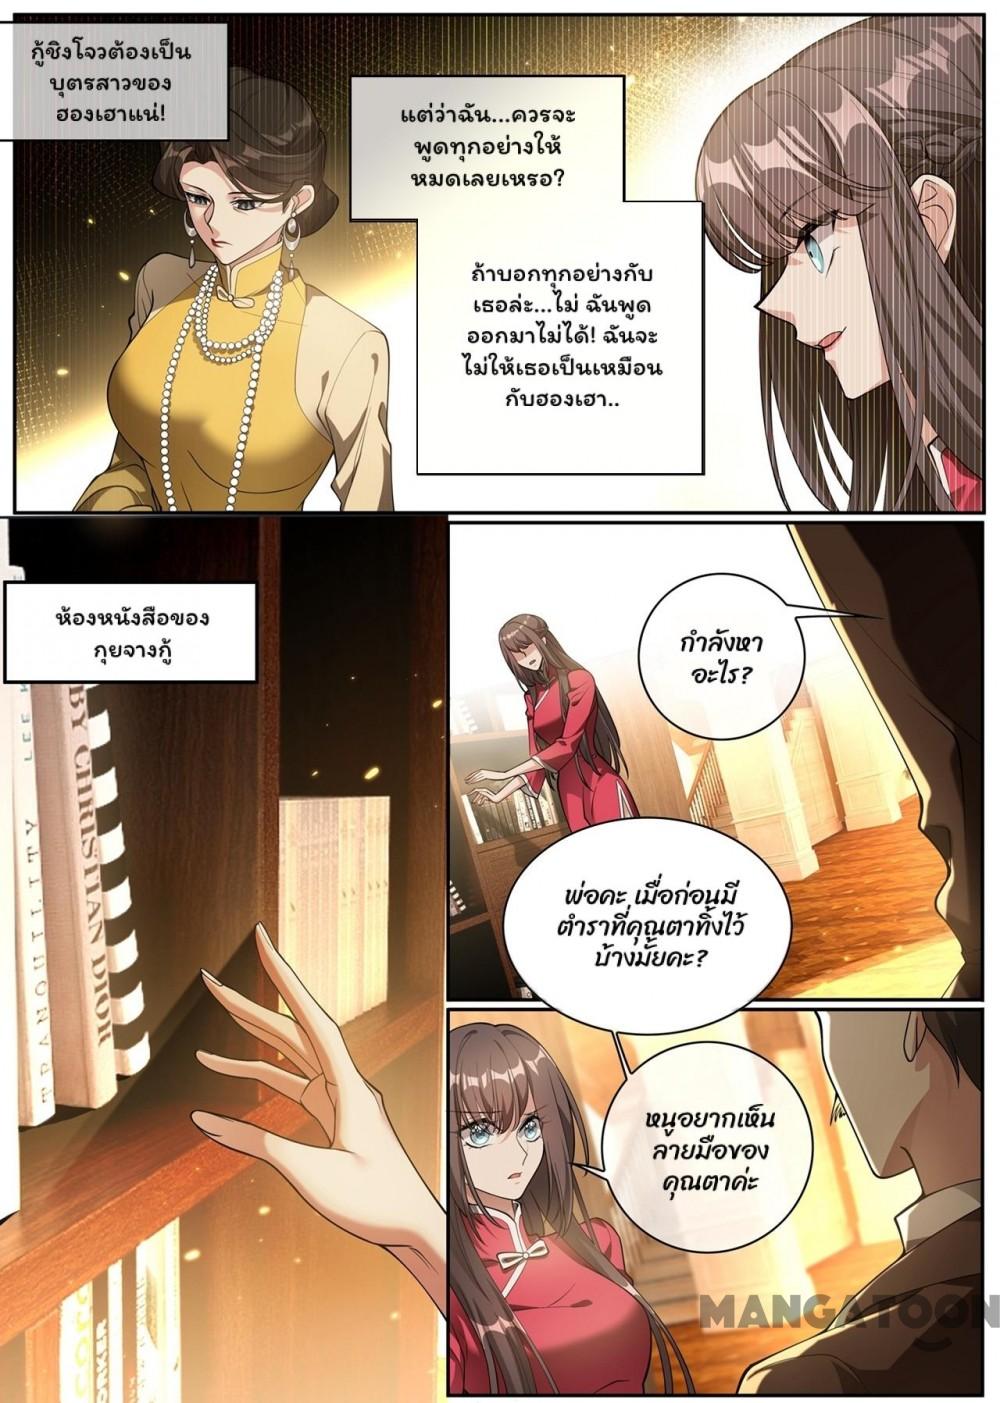 กู้ชิงโจวต้องเป็น
บุตรสาวของ
ฮองเฮาแน่!
แต่ว่าฉัน...ควรจะ
พูดทุกอย่างให้
หมดเลยเหรอ?
ถ้าบอกทุกอย่างกับ
เธอล่ะ...ไม่ ฉันพูด
ออกมาไม่ได้! ฉันจะ
ไม่ให้เธอเป็นเหมือน
กับฮองเฮา..
ห้องหนังสือของ
กุยจางกู้
กำลังหา
อะไร?
พ่อคะ เมื่อก่อนมี
ตำราที่คุณตาทิ้งไว้
บ้างมั้ยคะ?
หนูอยากเห็น
ลายมือของ
คุณตาค่ะ
TRANQUILLITY
BY CHRISTIAN DIOR
MANGATOON